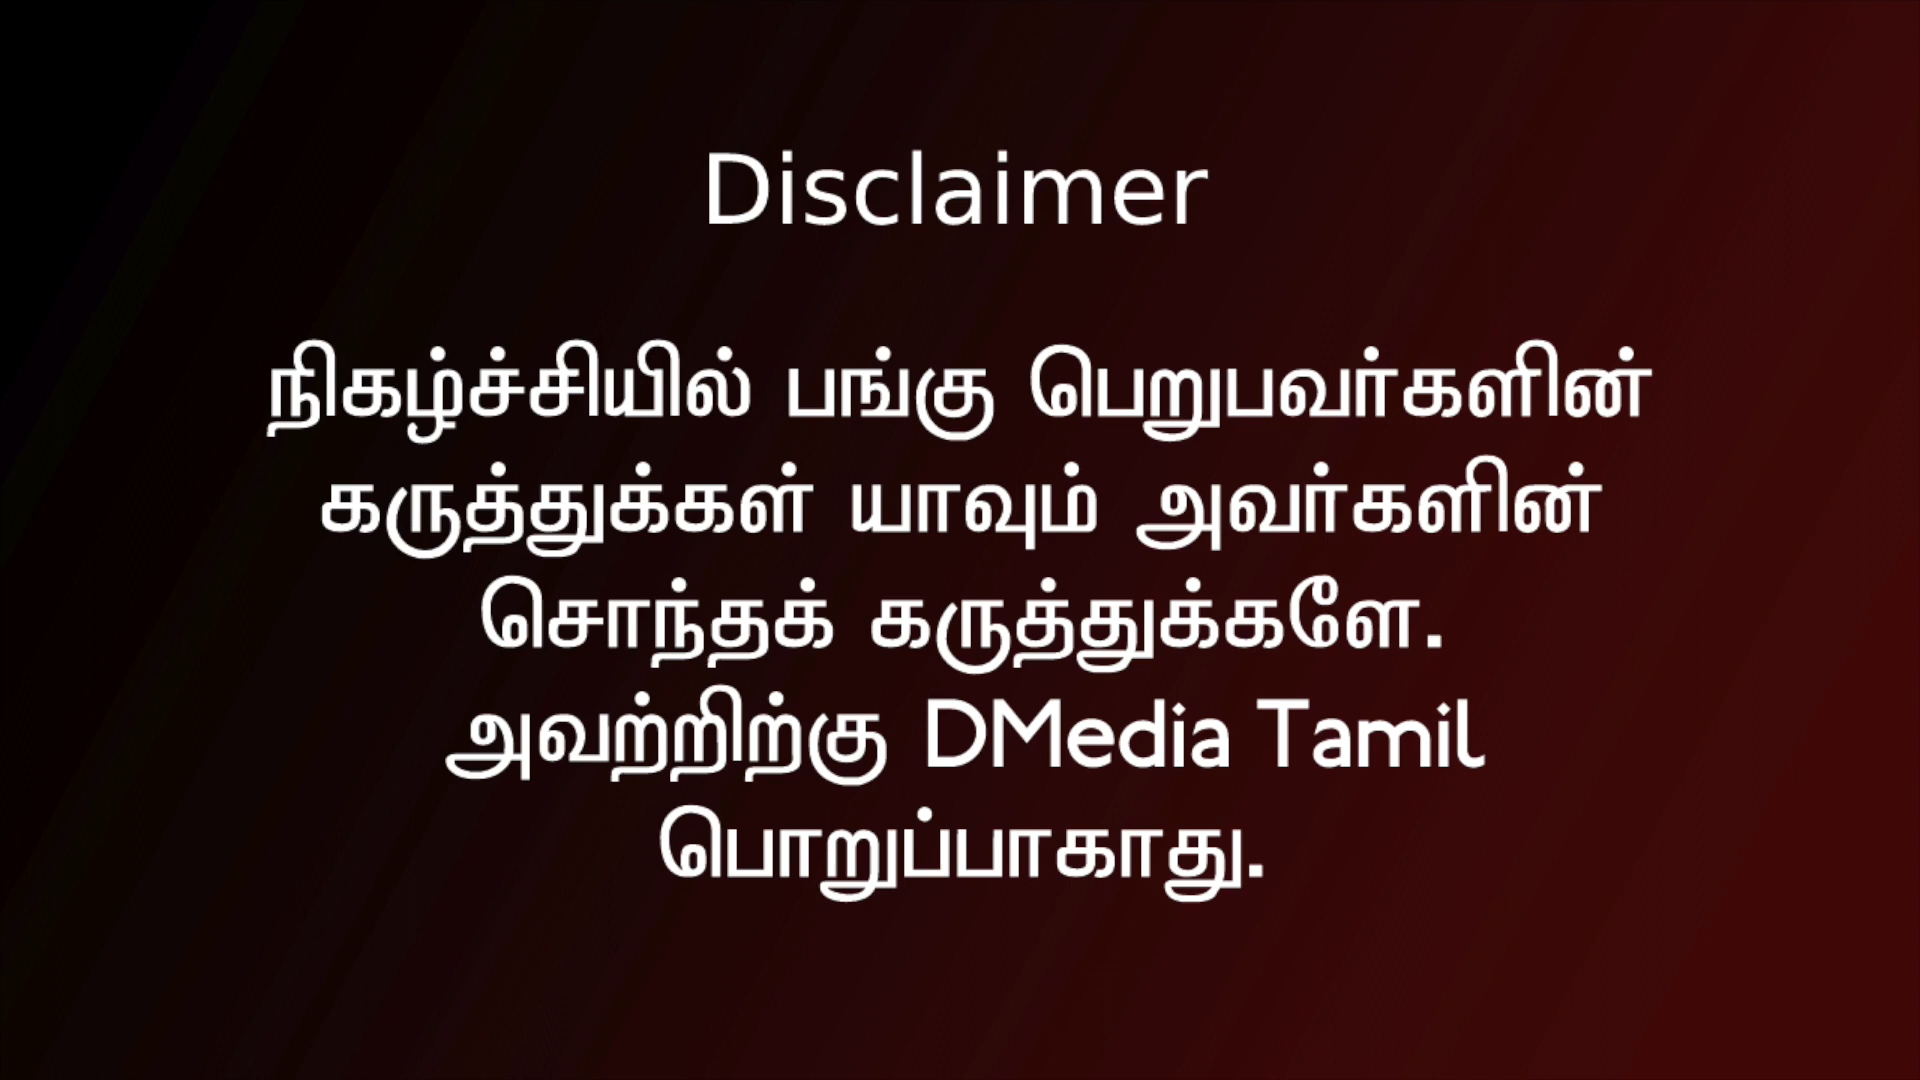 Disclaimer
நிகழ்ச்சியில் பங்கு பெறுபவர்களின்
கருத்துக்கள் யாவும் அவர்களின்
சொந்தக் கருத்துக்களே.
அவற்றிற்கு DMedia Tamil
பொறுப்பாகாது.